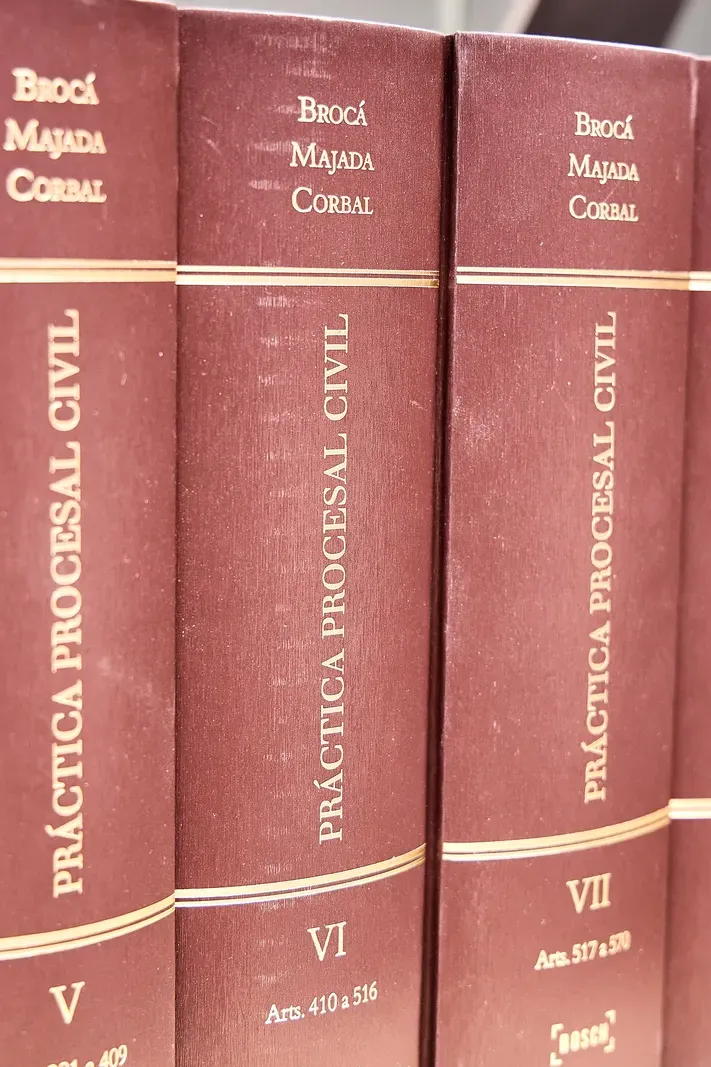 BROCÁ
MAJADA
CORBAL
PRÁCTICA PROCESAL CIVIL
V
a 409
BROCÁ
MAJADA
CORBAL
PRÁCTICA PROCESAL CIVIL
VI
Arts. 410 a 516
BROCÁ
MAJADA
CORBAL
PRÁCTICA PROCESAL CIVIL
VII
Arts. 517 a 570
BOSCH